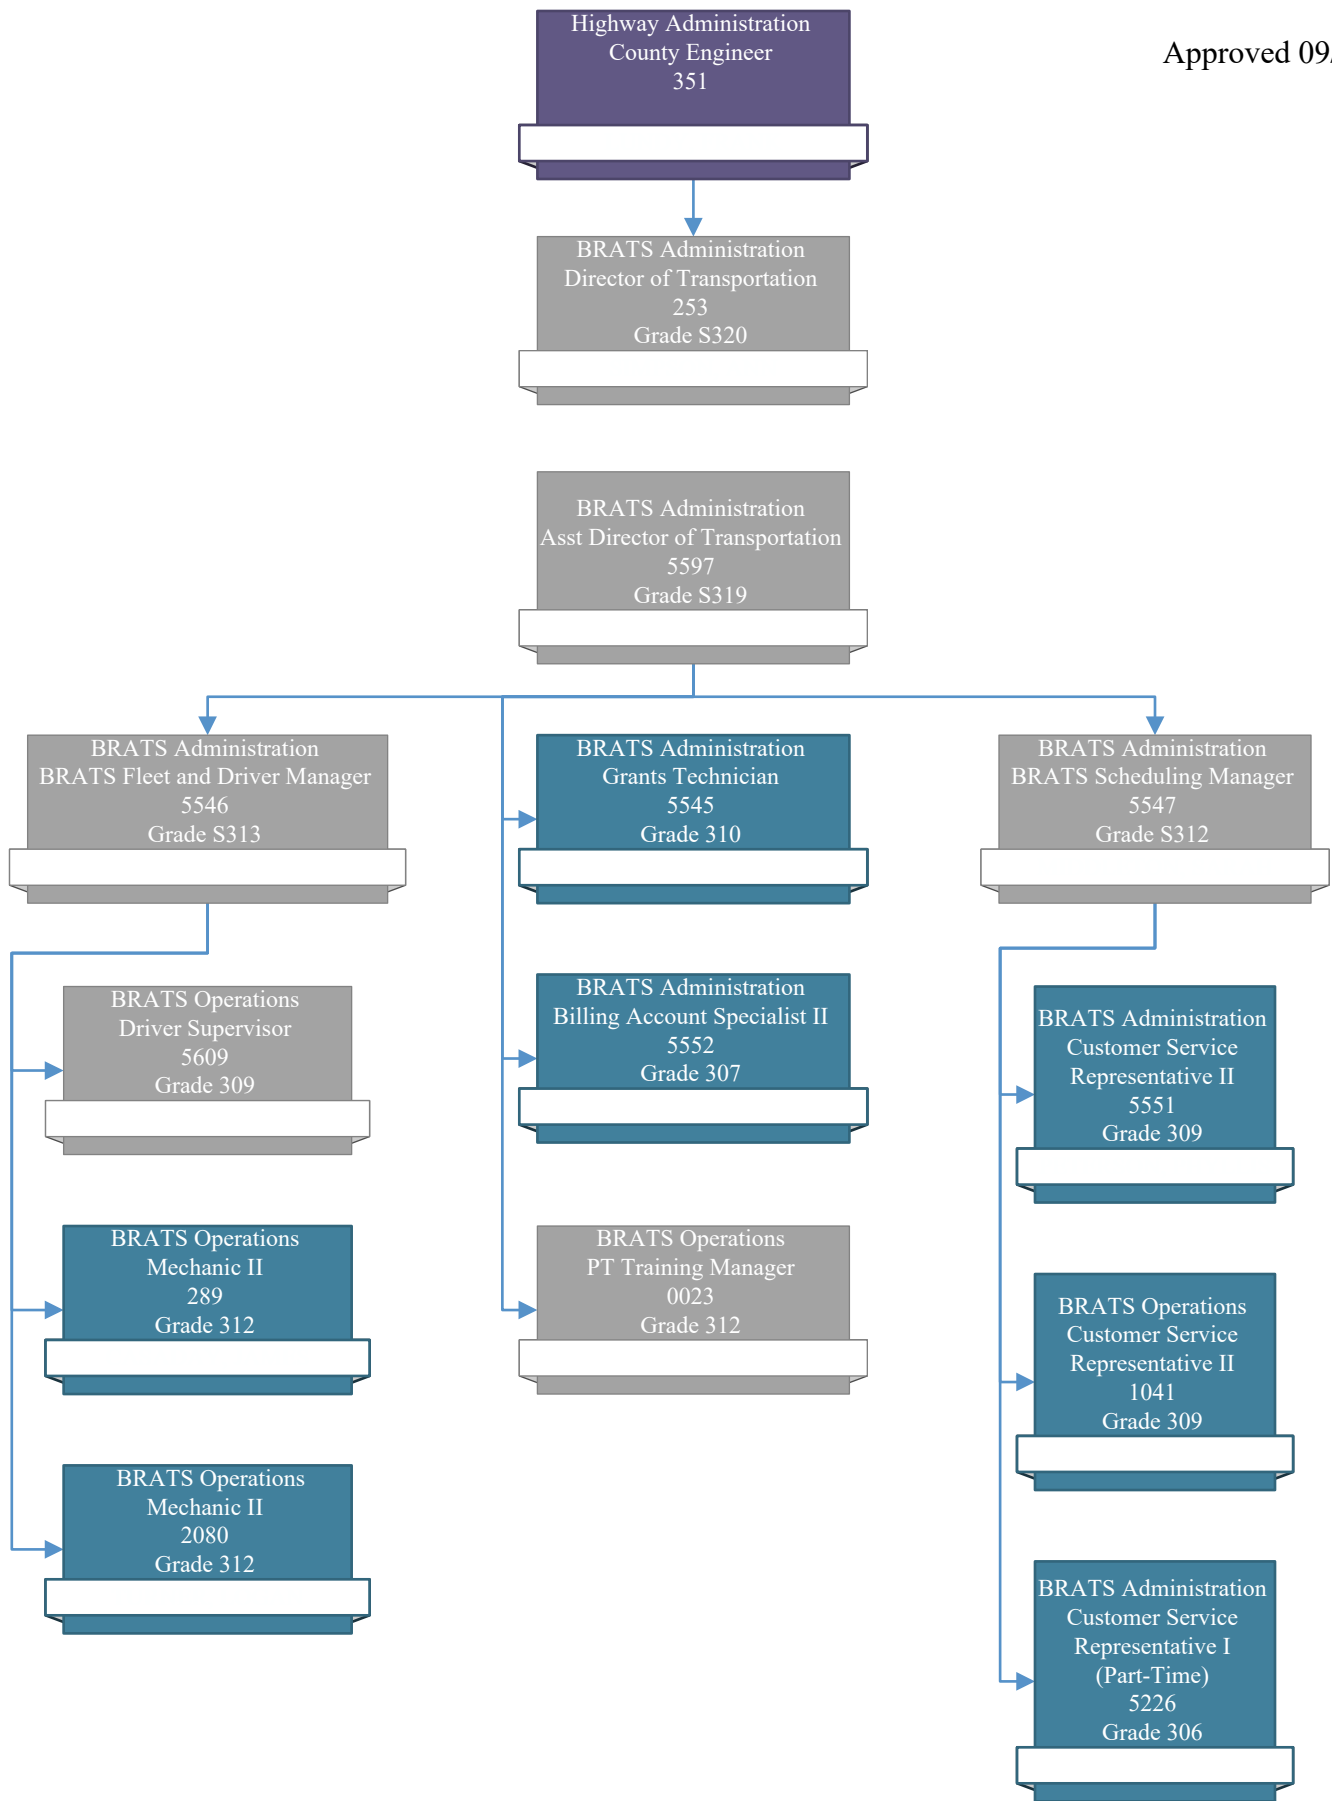 Highway Administration
County Engineer
351
Approved 09
BRATS Administration
Director of Transportation
253
Grade S320
BRATS Administration
Asst Director of Transportation
5597
Grade S319
BRATS Administration
BRATS Fleet and Driver Manager
5546
Grade S313
BRATS Administration
Grants Technician
5545
Grade 310
BRATS Administration
BRATS Scheduling Manager
5547
Grade S312
BRATS Operations
Driver Supervisor
5609
Grade 309
BRATS Administration
Billing Account Specialist II
5552
Grade 307
BRATS Administration
Customer Service
Representative II
5551
Grade 309
BRATS Operations
Mechanic II
289
Grade 312
BRATS Operations
PT Training Manager
0023
Grade 312
BRATS Operations
Customer Service
Representative II
1041
Grade 309
BRATS Operations
Mechanic II
2080
Grade 312
BRATS Administration
Customer Service
Representative I
(Part-Time)
5226
Grade 306